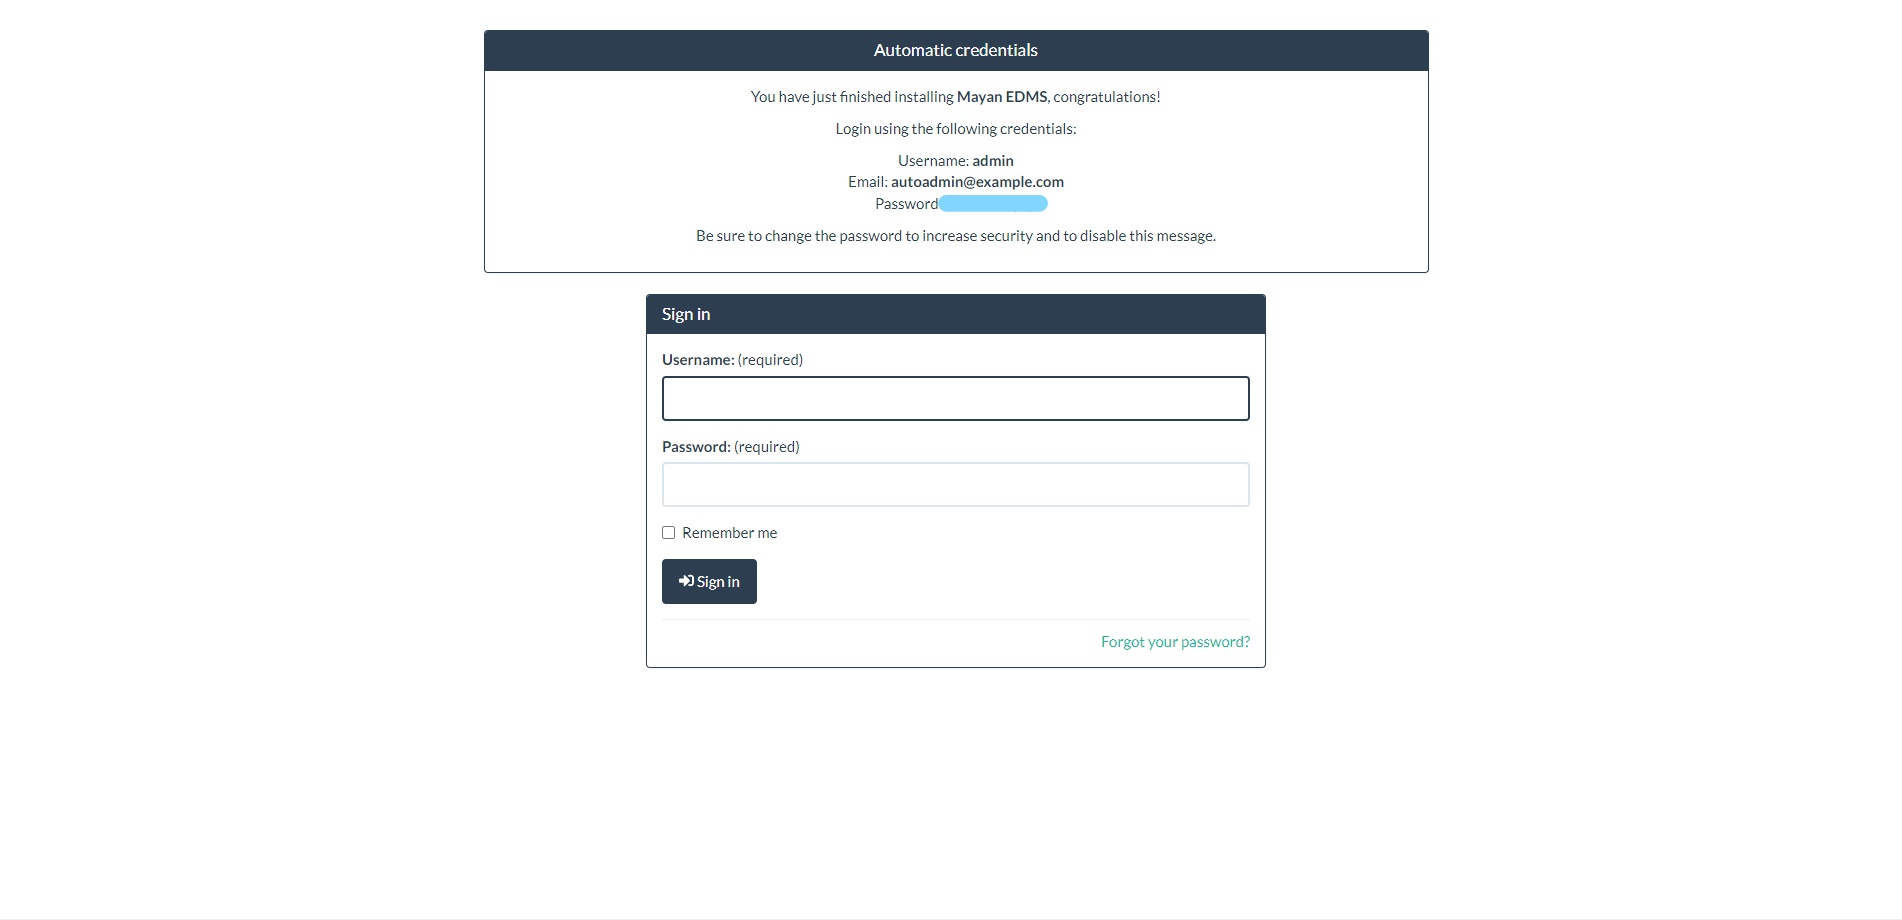 Automatic credentials
You have just finished installing Mayan EDMS, congratulations!
Login using the following credentials:
Username: admin
Email: autoadmin@example.com
Password
Be sure to change the password to increase security and to disable this message.
Sign in
Username: (required)
Password: (required)
Remember me
Sign in
Forgot your password?